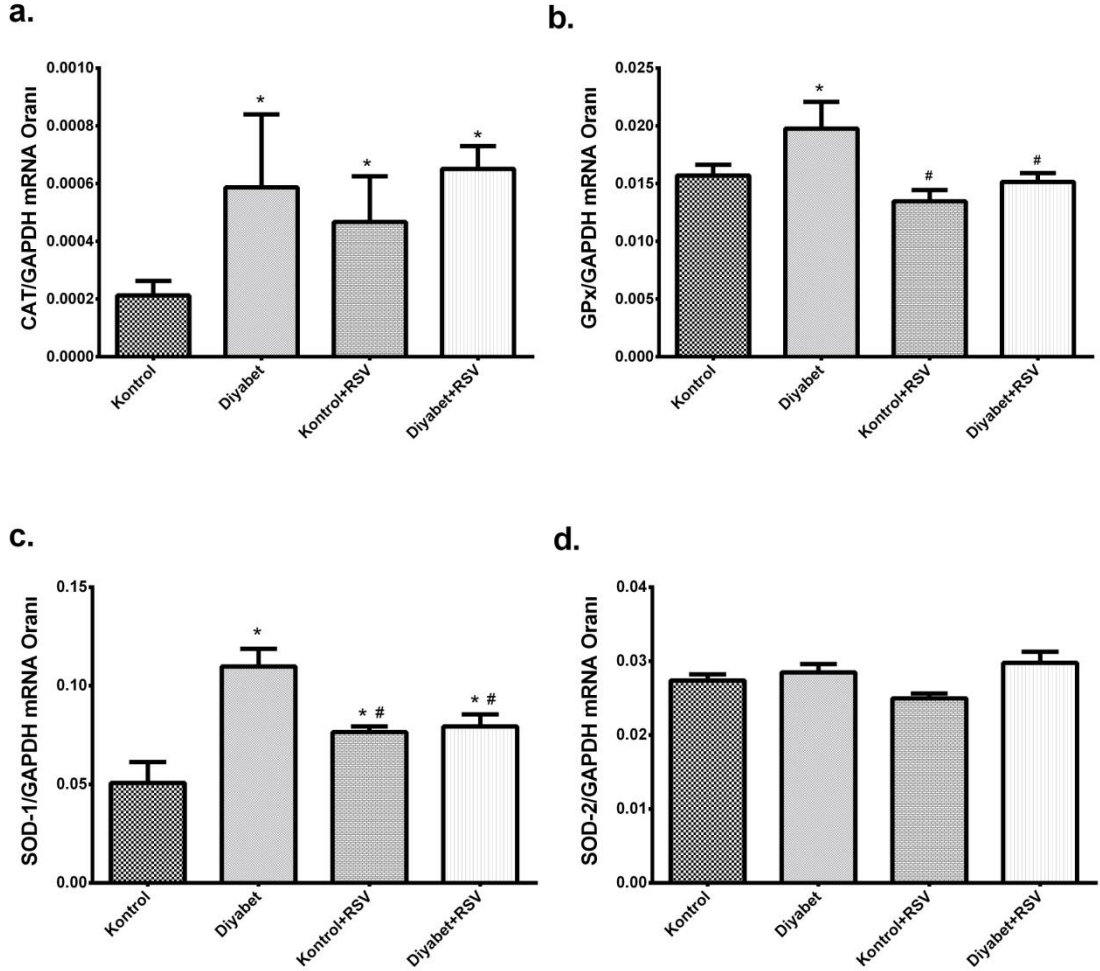 a.
CAT/GAPDH mRNA Oranı
0.0010
0.0008
0.0006
0.0004
0.0002
0.0000
*
*
*
Kontrol
Diyabet
Kontrol+RSV
Diyabet+RSV
b.
GPx/GAPDH mRNA Oranı
0.025
0.020
0.015
0.010
0.005
0.000
*
#
#
Kontrol
Diyabet
Kontrol+RSV
Diyabet+RSV
c.
SOD-1/GAPDH mRNA Oranı
0.15
0.10
0.05
0.00
*
* #
* #
Kontrol
Diyabet
Kontrol+RSV
Diyabet+RSV
d.
SOD-2/GAPDH mRNA Oranı
0.04
0.03
0.02
0.01
0.00
Kontrol
Diyabet
Kontrol+RSV
Diyabet+RSV